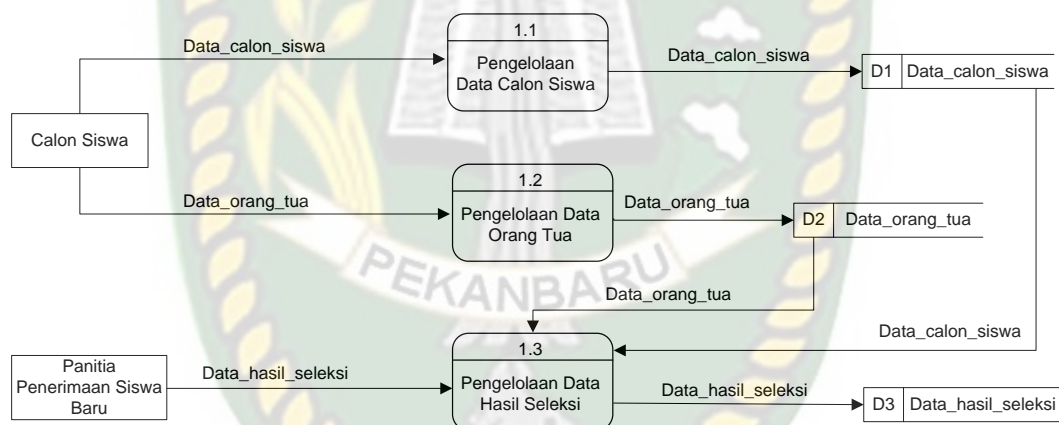 1.1
Data_calon_siswa
Pengelolaan
Data Calon Siswa
Data_calon_siswa
D1 Data_calon_siswa
Calon Siswa
1.2
Data_orang_tua
Pengelolaan Data
Orang Tua
Data_orang_tua
D2 Data_orang_tua
PEKANBARU
Data_orang_tua
Data_calon_siswa
1.3
Panitia
Penerimaan Siswa
Baru
Data_hasil_seleksi
Pengelolaan Data
Hasil Seleksi
Data_hasil_seleksi
D3 Data_hasil_seleksi